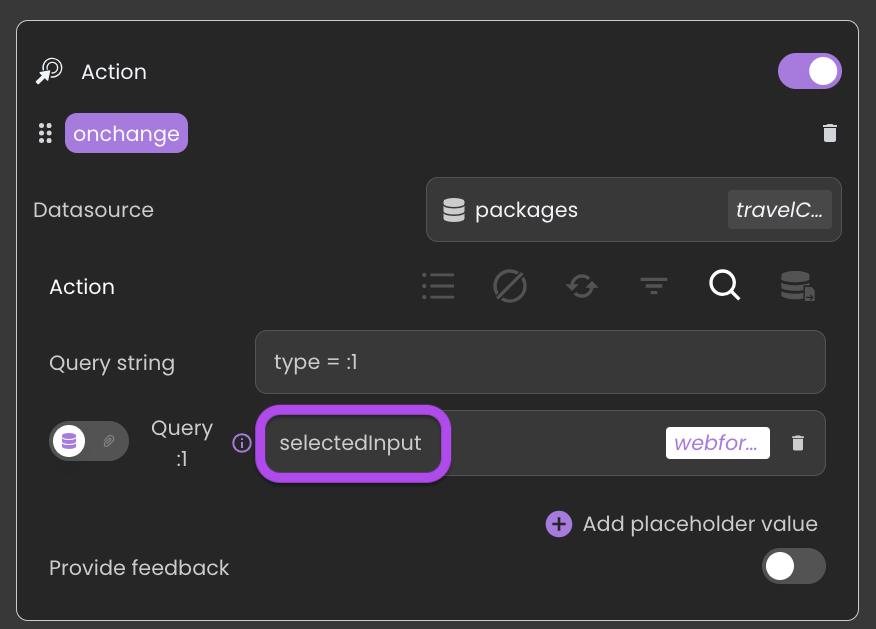 Action
onchange
Datasource
packages
travelC...
Action
Query string
type = :1
Query
:1
selectedInput
webfor...
Add placeholder value
Provide feedback